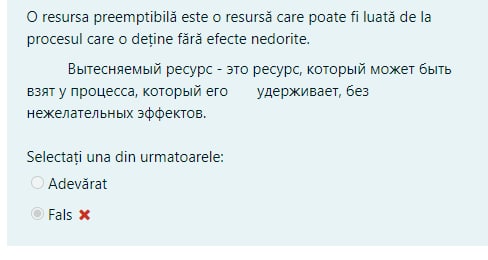 O resursa preemptibilă este o resursă care poate fi luată de la
procesul care o deține fără efecte nedorite.
Вытесняемый ресурс - это ресурс, который может быть
взят у процесса, который его удерживает, без
нежелательных эффектов.
Selectați una din urmatoarele:
Adevărat
Fals